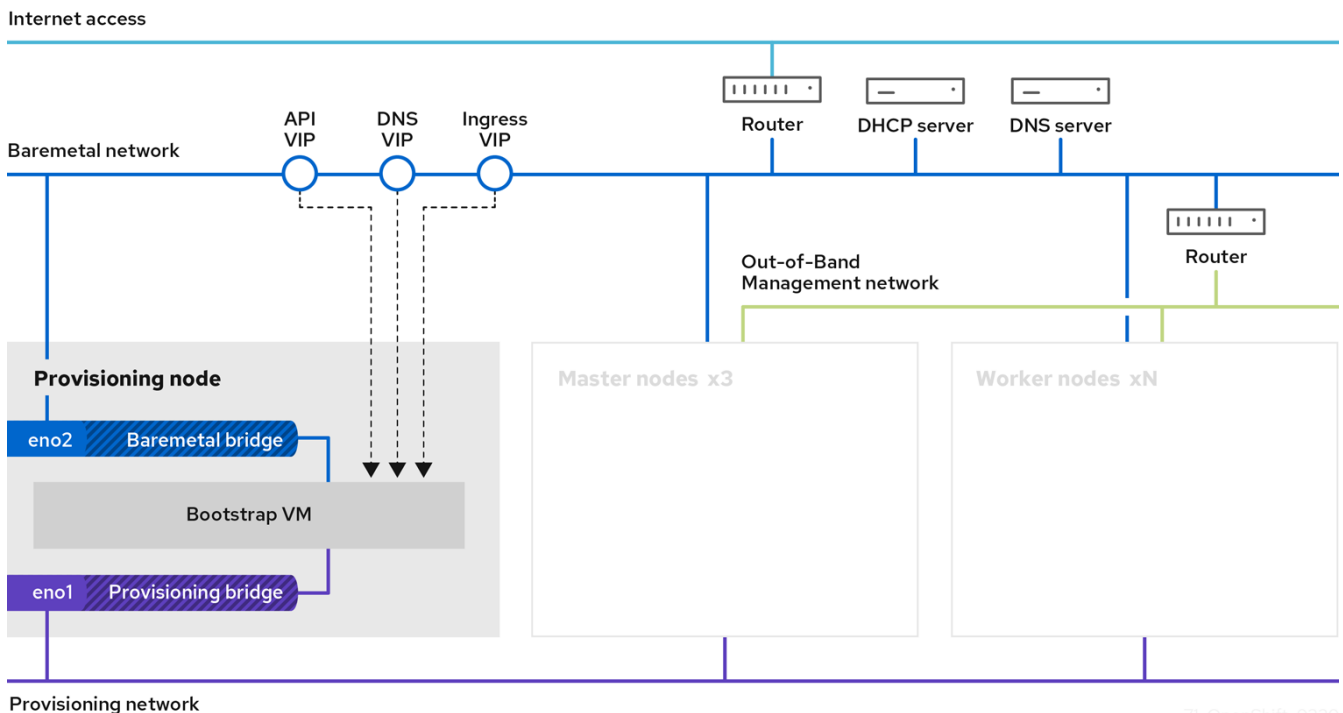 Internet access
API
VIP
DNS
VIP
Ingress
VIP
Router
DHCP server
DNS server
Baremetal network
Router
Out-of-Band
Management network
Provisioning node
Master nodes x3
Worker nodes xN
eno2
Baremetal bridge
Bootstrap VM
eno1
Provisioning bridge
Provisioning network